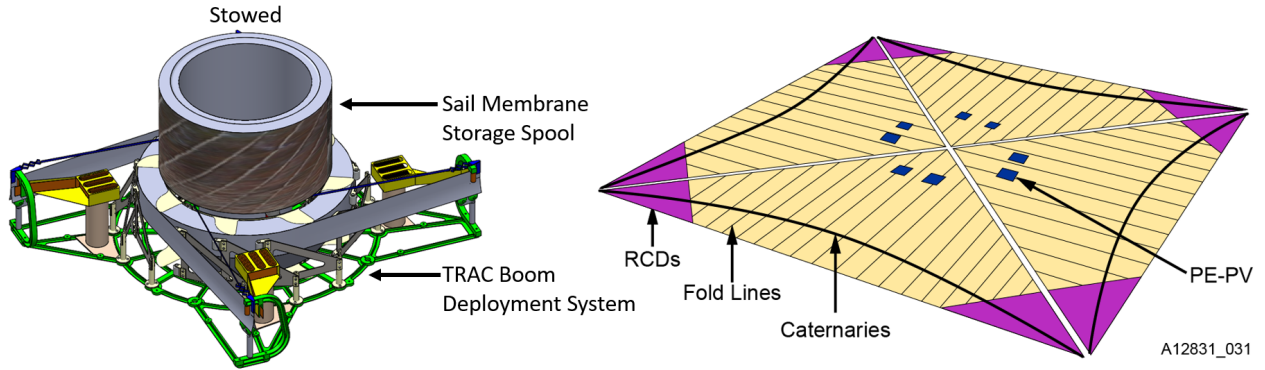 Stowed
Sail Membrane
Storage Spool
TRAC Boom
Deployment System
RCDs
Fold Lines
Caternaries
PE-PV
A12831_031